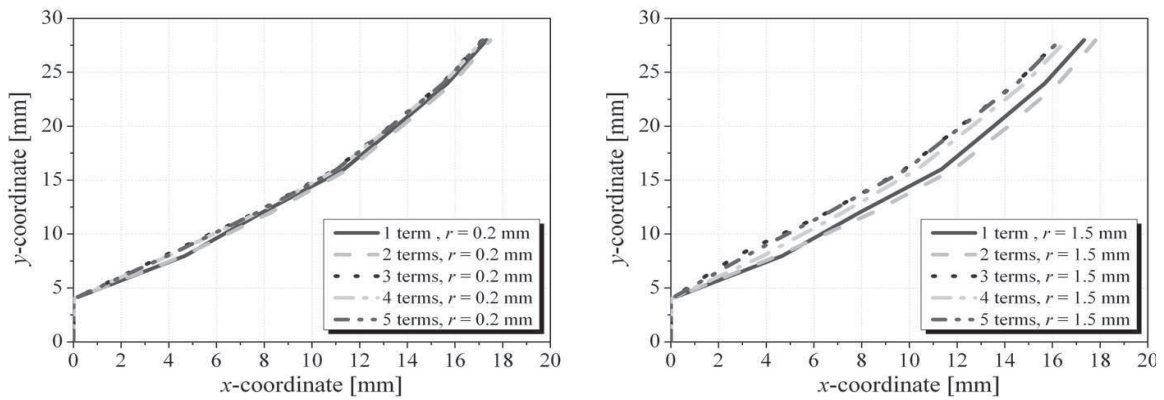 30
25
20
15
10
5
0
y-coordinate [mm]
1 term , r = 0.2 mm
2 terms, r = 0.2 mm
3 terms, r = 0.2 mm
4 terms, r = 0.2 mm
5 terms, r = 0.2 mm
0 2 4 6 8 10 12 14 16 18 20
x-coordinate [mm]
30
25
20
15
10
5
0
y-coordinate [mm]
1 term , r = 1.5 mm
2 terms, r = 1.5 mm
3 terms, r = 1.5 mm
4 terms, r = 1.5 mm
5 terms, r = 1.5 mm
0 2 4 6 8 10 12 14 16 18 20
x-coordinate [mm]